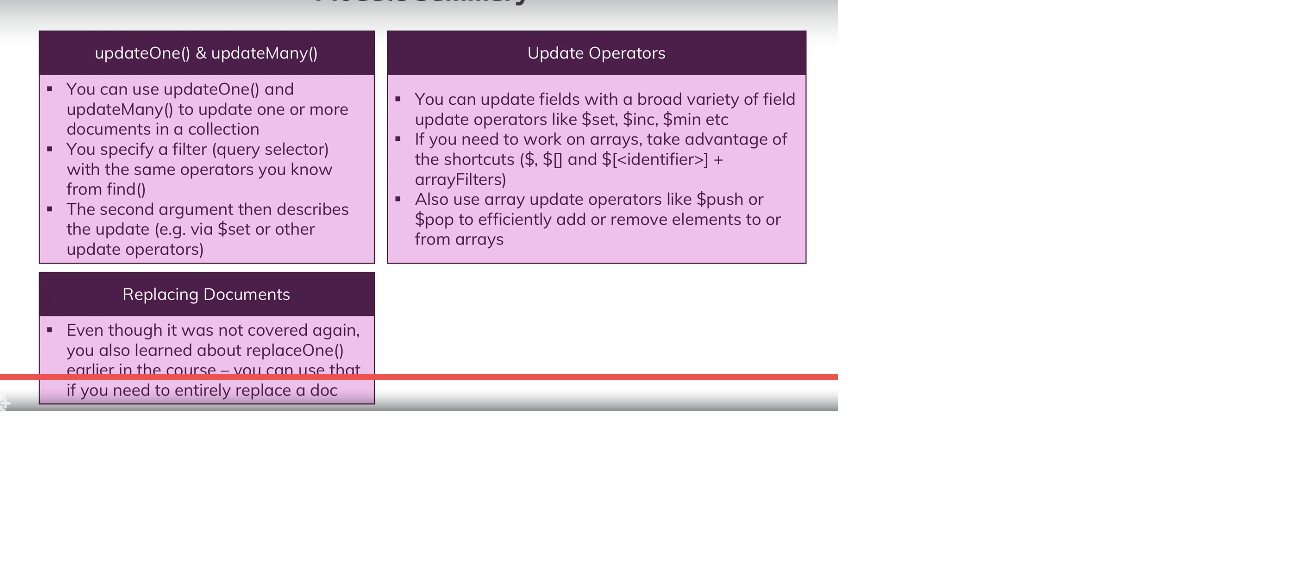 Module Summary
updateOne() & updateMany()
▪ You can use updateOne() and
updateMany() to update one or more
documents in a collection
▪ You specify a filter (query selector)
with the same operators you know
from find()
▪ The second argument then describes
the update (e.g. via $set or other
update operators)
Update Operators
▪ You can update fields with a broad variety of field
update operators like $set, $inc, $min etc
▪ If you need to work on arrays, take advantage of
the shortcuts ($, $[] and $[<identifier>] +
arrayFilters)
▪ Also use array update operators like $push or
$pop to efficiently add or remove elements to or
from arrays
Replacing Documents
▪ Even though it was not covered again,
you also learned about replaceOne()
earlier in the course – you can use that
if you need to entirely replace a doc